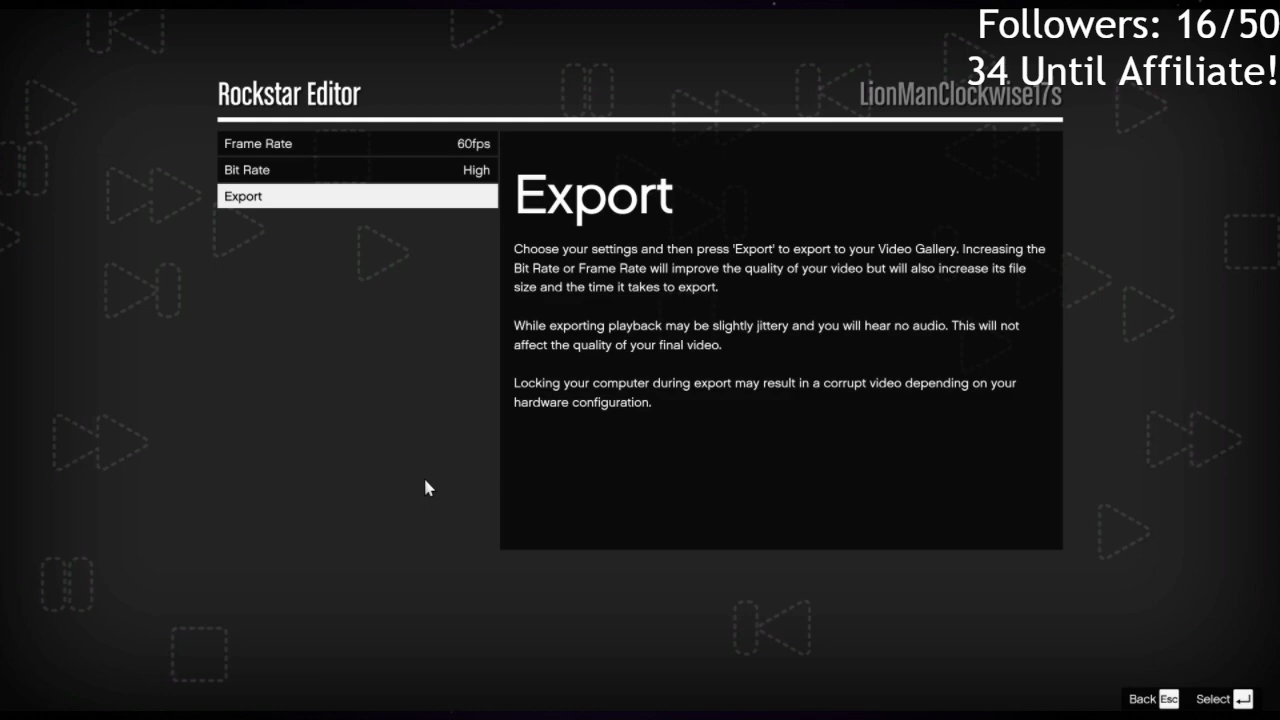 Followers: 16/50
34 Until Affiliate!
Rockstar Editor
LionManClockwise17s
Frame Rate 60fps
Bit Rate High
Export
Export
Choose your settings and then press 'Export' to export to your Video Gallery. Increasing the
Bit Rate or Frame Rate will improve the quality of your video but will also increase its file
size and the time it takes to export.
While exporting playback may be slightly jittery and you will hear no audio. This will not
affect the quality of your final video.
Locking your computer during export may result in a corrupt video depending on your
hardware configuration.
Back Esc Select